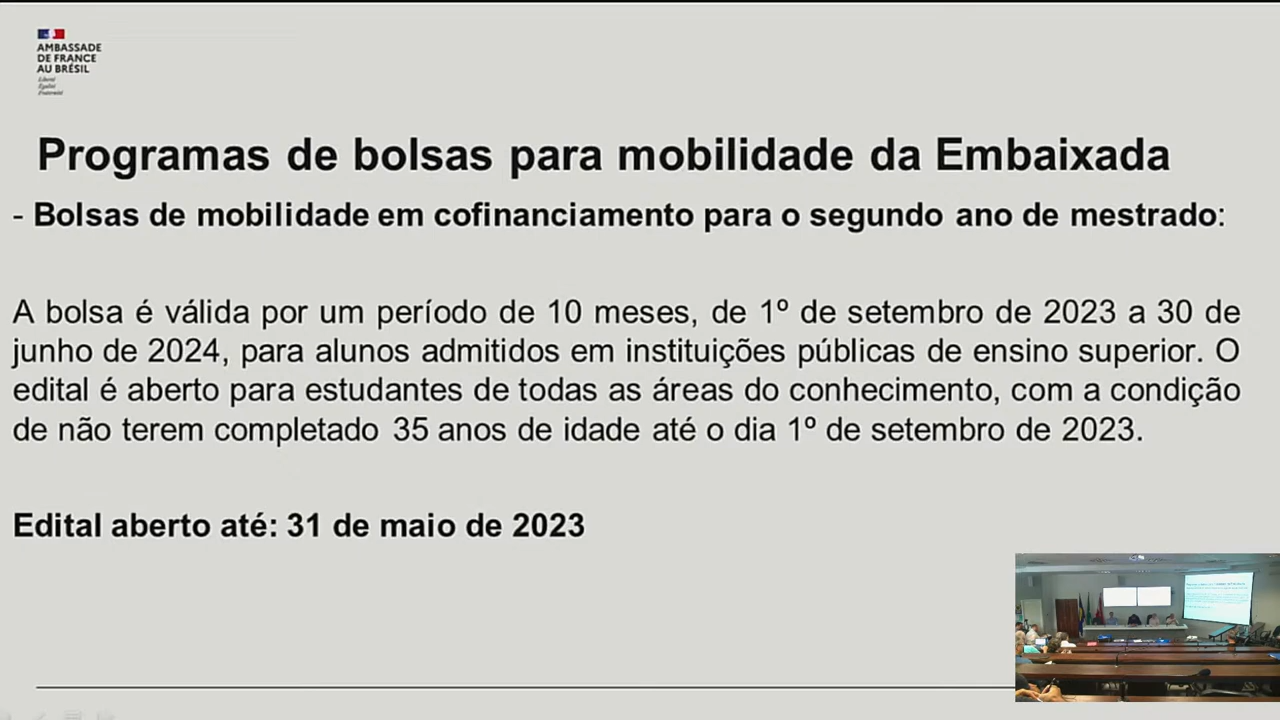 AMBASSADE
DE FRANCE
AU BRÉSIL
Liberté
Égalité
Fraternité
Programas de bolsas para mobilidade da Embaixada
- Bolsas de mobilidade em cofinanciamento para o segundo ano de mestrado:
A bolsa é válida por um período de 10 meses, de 1º de setembro de 2023 a 30 de
junho de 2024, para alunos admitidos em instituições públicas de ensino superior. O
edital é aberto para estudantes de todas as áreas do conhecimento, com a condição
de não terem completado 35 anos de idade até o dia 1º de setembro de 2023.
Edital aberto até: 31 de maio de 2023